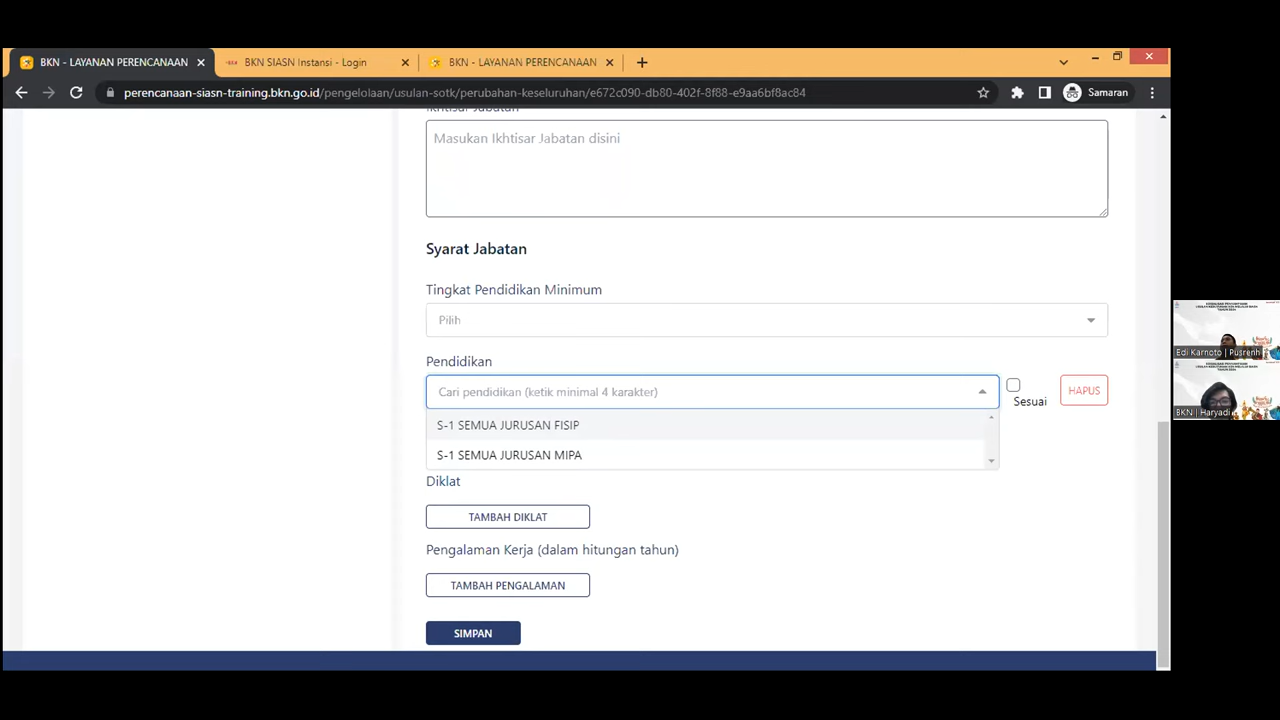 BKN - LAYANAN PERENCANAAN
BKN SIASN Instansi - Login
BKN - LAYANAN PERENCANAAN
perencanaan-siasn-training.bkn.go.id/pengelolaan/usulan-sotk/perubahan-keseluruhan/e672c090-db80-402f-8f88-e9aa6bf8ac84
Samaran
Ikhtisar Jabatan
Masukan Ikhtisar Jabatan disini
Syarat Jabatan
Tingkat Pendidikan Minimum
Pilih
Pendidikan
Cari pendidikan (ketik minimal 4 karakter)
Sesuai
HAPUS
S-1 SEMUA JURUSAN FISIP
S-1 SEMUA JURUSAN MIPA
Diklat
TAMBAH DIKLAT
Pengalaman Kerja (dalam hitungan tahun)
TAMBAH PENGALAMAN
SIMPAN
Edi Karnoto | Pusrenh
BKN | Haryadi